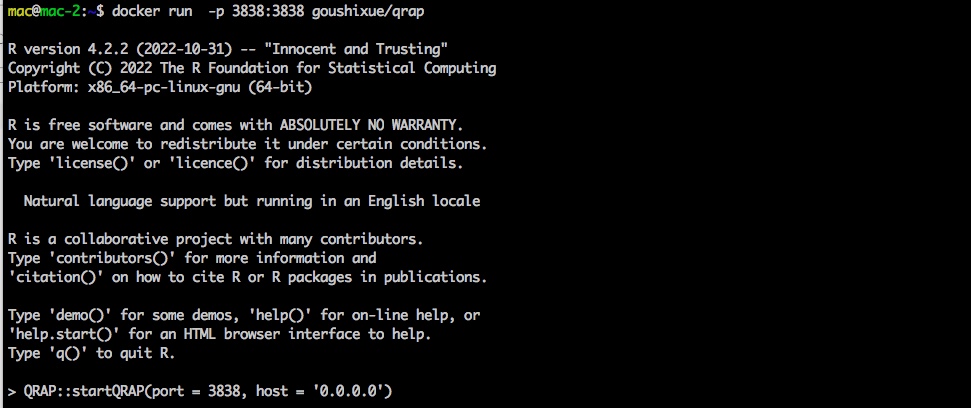 mac@mac-2:~$ docker run  -p 3838:3838 goushixue/qrap
R version 4.2.2 (2022-10-31) -- "Innocent and Trusting"
Copyright (C) 2022 The R Foundation for Statistical Computing
Platform: x86_64-pc-linux-gnu (64-bit)
R is free software and comes with ABSOLUTELY NO WARRANTY.
You are welcome to redistribute it under certain conditions.
Type 'license()' or 'licence()' for distribution details.
  Natural language support but running in an English locale
R is a collaborative project with many contributors.
Type 'contributors()' for more information and
'citation()' on how to cite R or R packages in publications.
Type 'demo()' for some demos, 'help()' for on-line help, or
'help.start()' for an HTML browser interface to help.
Type 'q()' to quit R.
> QRAP::startQRAP(port = 3838, host = '0.0.0.0')